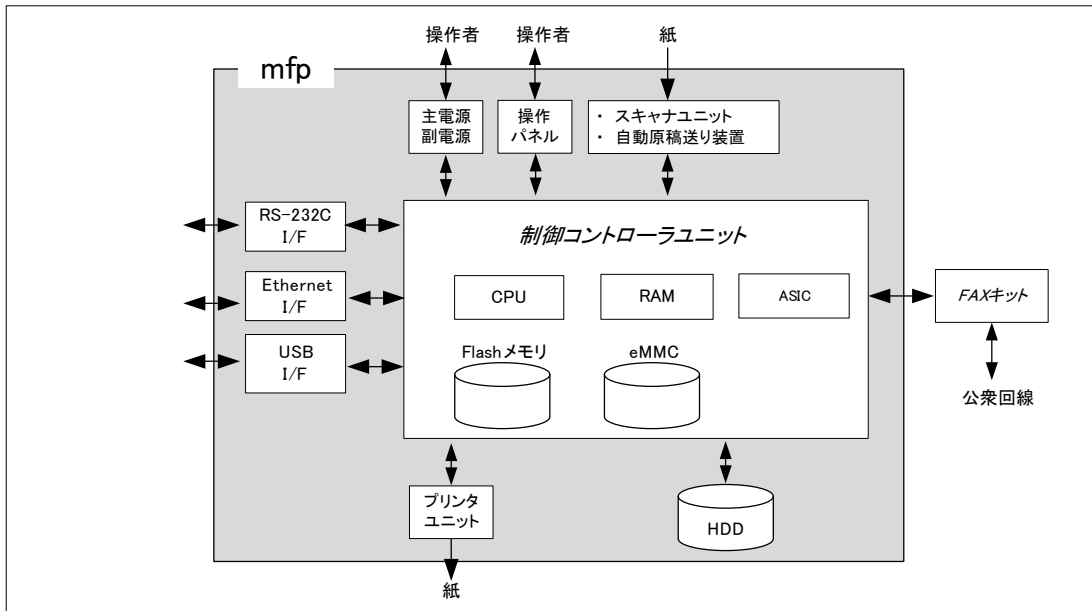 操作者
操作者
紙
mfp
主電源
副電源
操作
パネル
・ スキャナユニット
・ 自動原稿送り装置
RS-232C
I/F
制御コントローラユニット
Ethernet
I/F
CPU
RAM
ASIC
FAXキット
USB
I/F
Flashメモリ
eMMC
公衆回線
プリンタ
ユニット
HDD
紙